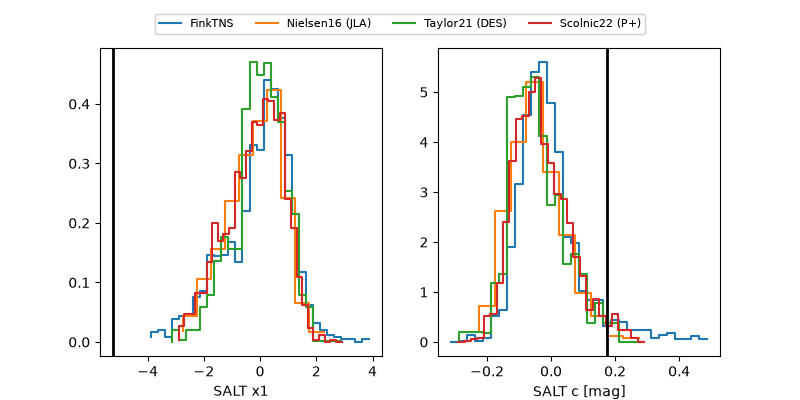 FinkTNS Nielsen16 (JLA) Taylor21 (DES) Scolnic22 (P+)
0.4
0.3
0.2
0.1
0.0
−4 −2 0 2 4
SALT x1
5
4
3
2
1
0
−0.2 0.0 0.2 0.4
SALT c [mag]